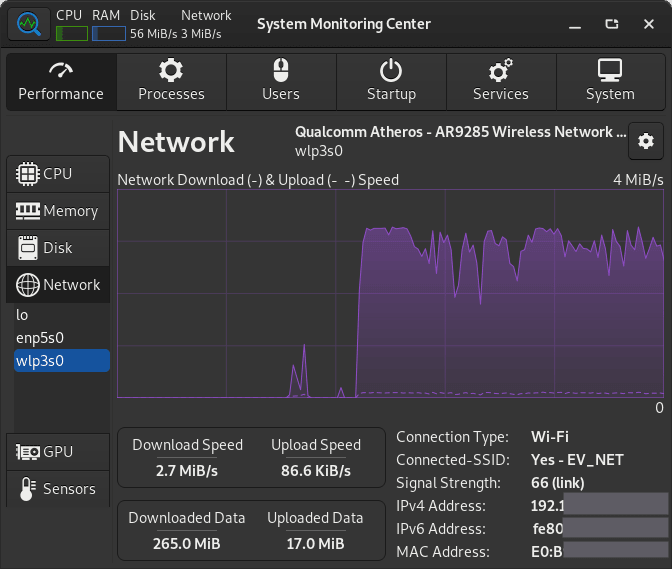 CPU RAM Disk Network
56 MiB/s 3 MiB/s
System Monitoring Center
Performance Processes Users Startup Services System
Network
Qualcomm Atheros - AR9285 Wireless Network ...
wlp3s0
CPU
Memory
Disk
Network
lo
enp5s0
wlp3s0
GPU
Sensors
Network Download (-) & Upload (- -) Speed 4 MiB/s
0
Download Speed Upload Speed
2.7 MiB/s 86.6 KiB/s
Downloaded Data Uploaded Data
265.0 MiB 17.0 MiB
Connection Type: Wi-Fi
Connected-SSID: Yes - EV_NET
Signal Strength: 66 (link)
IPv4 Address: 192.1
IPv6 Address: fe80
MAC Address: E0:B